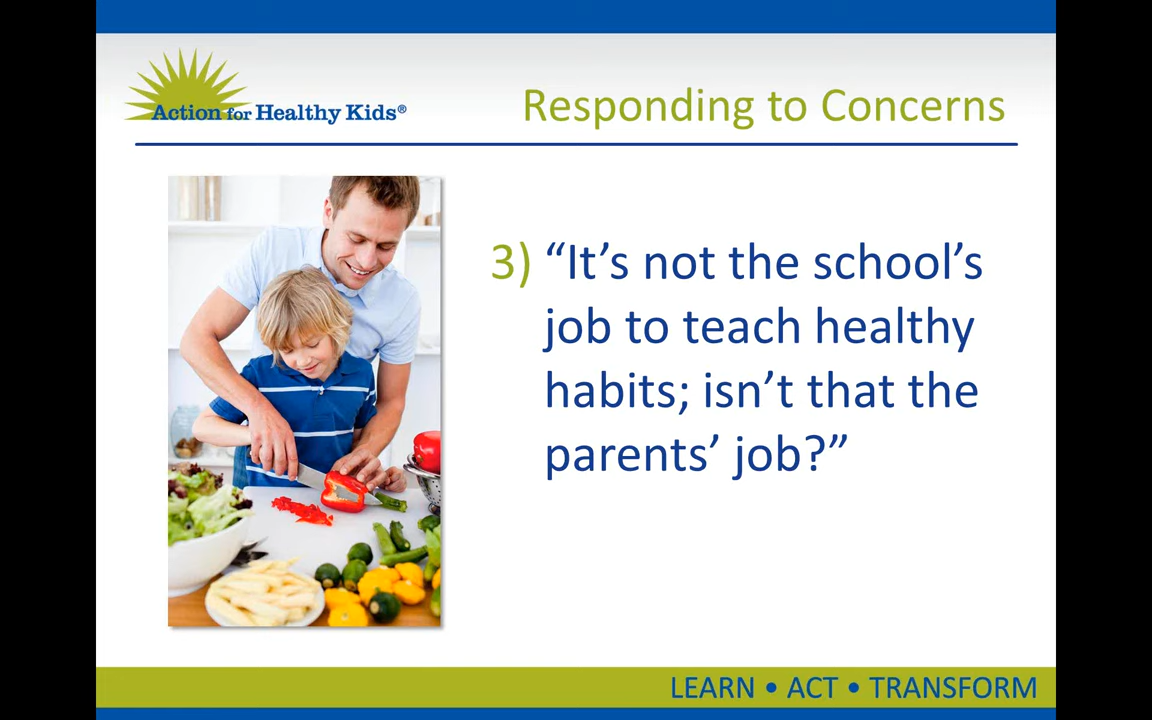 Action for Healthy Kids®
Responding to Concerns
3) “It’s not the school’s
job to teach healthy
habits; isn’t that the
parents’ job?”
LEARN • ACT • TRANSFORM